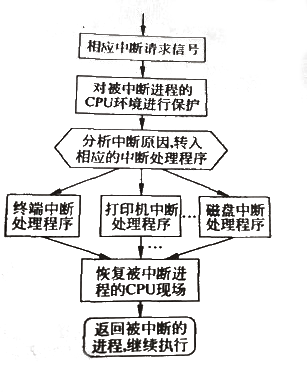 相应中断请求信号
对被中断进程的
CPU环境进行保护
分析中断原因,转入
相应的中断处理程序
终端中断
处理程序
打印机中断
处理程序
...
磁盘中断
处理程序
...
恢复被中断进
程的CPU现场
返回被中断的
进程,继续执行